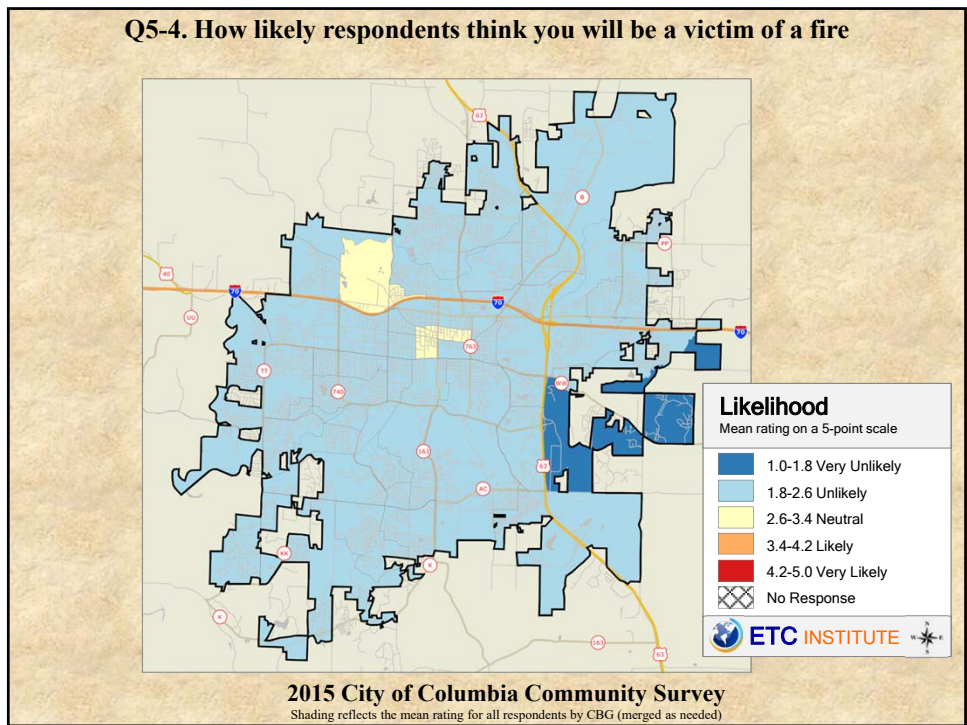 Q5-4. How likely respondents think you will be a victim of a fire
63
B
PP
40
70
70
UU
70
763
TT
740
WW
163
63
AC
KK
K
K
163
63
Likelihood
Mean rating on a 5-point scale
1.0-1.8 Very Unlikely
1.8-2.6 Unlikely
2.6-3.4 Neutral
3.4-4.2 Likely
4.2-5.0 Very Likely
No Response
ETC INSTITUTE
N
W E
S
2015 City of Columbia Community Survey
Shading reflects the mean rating for all respondents by CBG (merged as needed)